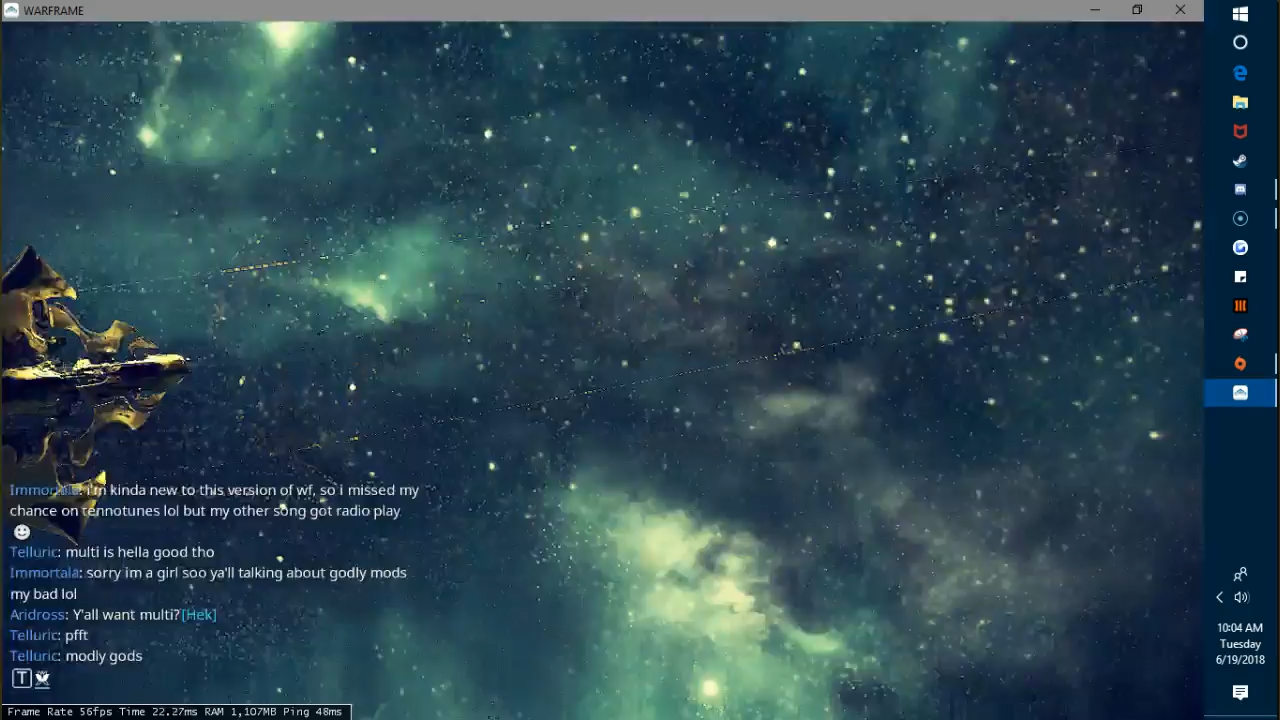 WARFRAME
Immortala: i'm kinda new to this version of wf, so i missed my
chance on tennotunes lol but my other song got radio play
Telluric: multi is hella good tho
Immortala: sorry im a girl soo ya'll talking about godly mods
my bad lol
Aridross: Y'all want multi?[Hek]
Telluric: pfft
Telluric: modly gods
T
Frame Rate 56fps Time 22.27ms RAM 1,107MB Ping 48ms
10:04 AM
Tuesday
6/19/2018